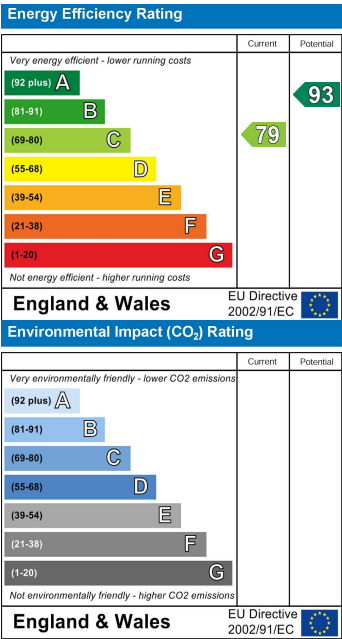 Energy Efficiency Rating
Current Potential
Very energy efficient - lower running costs
(92 plus) A
(81-91) B
(69-80) C
(55-68) D
(39-54) E
(21-38) F
(1-20) G
79
93
Not energy efficient - higher running costs
England & Wales
EU Directive
2002/91/EC
Environmental Impact (CO₂) Rating
Current Potential
Very environmentally friendly - lower CO2 emissions
(92 plus) A
(81-91) B
(69-80) C
(55-68) D
(39-54) E
(21-38) F
(1-20) G
Not environmentally friendly - higher CO2 emissions
England & Wales
EU Directive
2002/91/EC